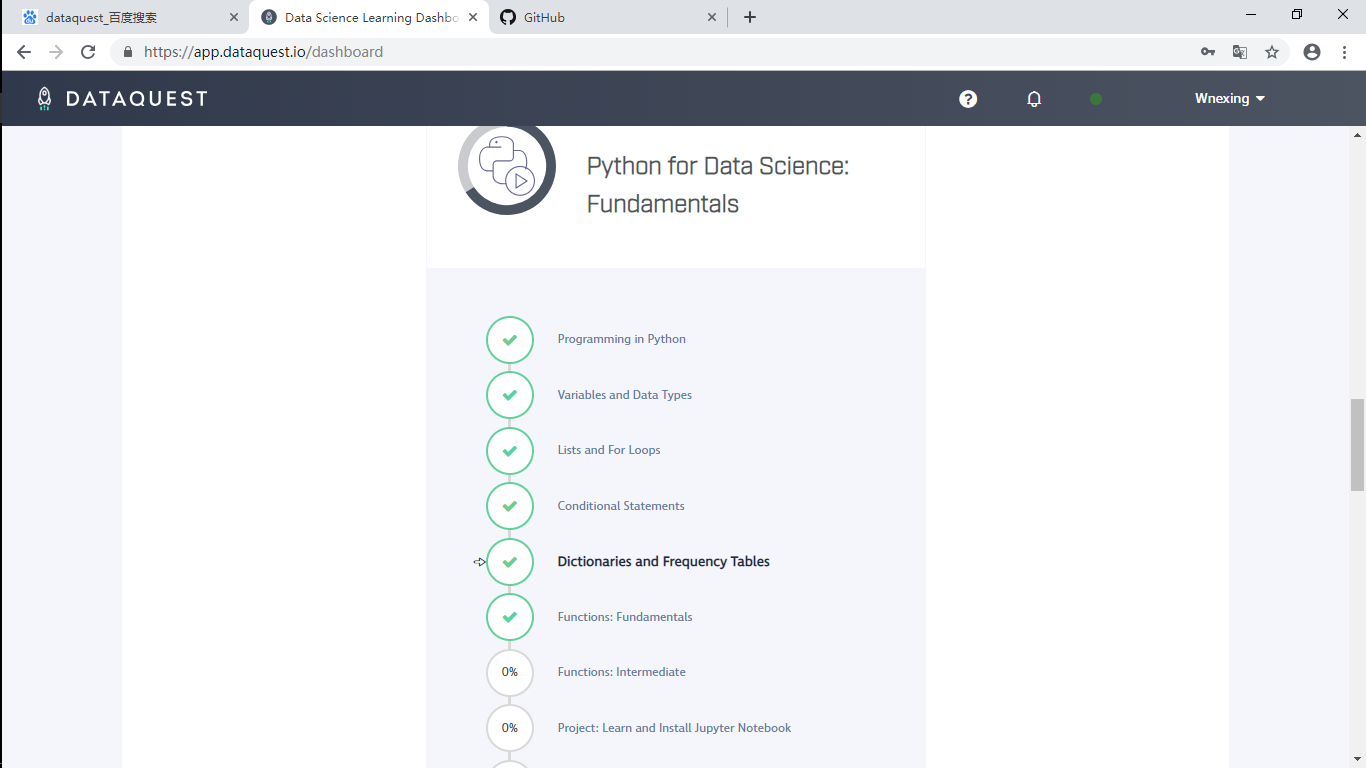 dataquest_百度搜索
Data Science Learning Dashbo
GitHub
https://app.dataquest.io/dashboard
DATAQUEST
?
Wnexing
Python for Data Science:
Fundamentals
Programming in Python
Variables and Data Types
Lists and For Loops
Conditional Statements
Dictionaries and Frequency Tables
Functions: Fundamentals
0%
Functions: Intermediate
0%
Project: Learn and Install Jupyter Notebook